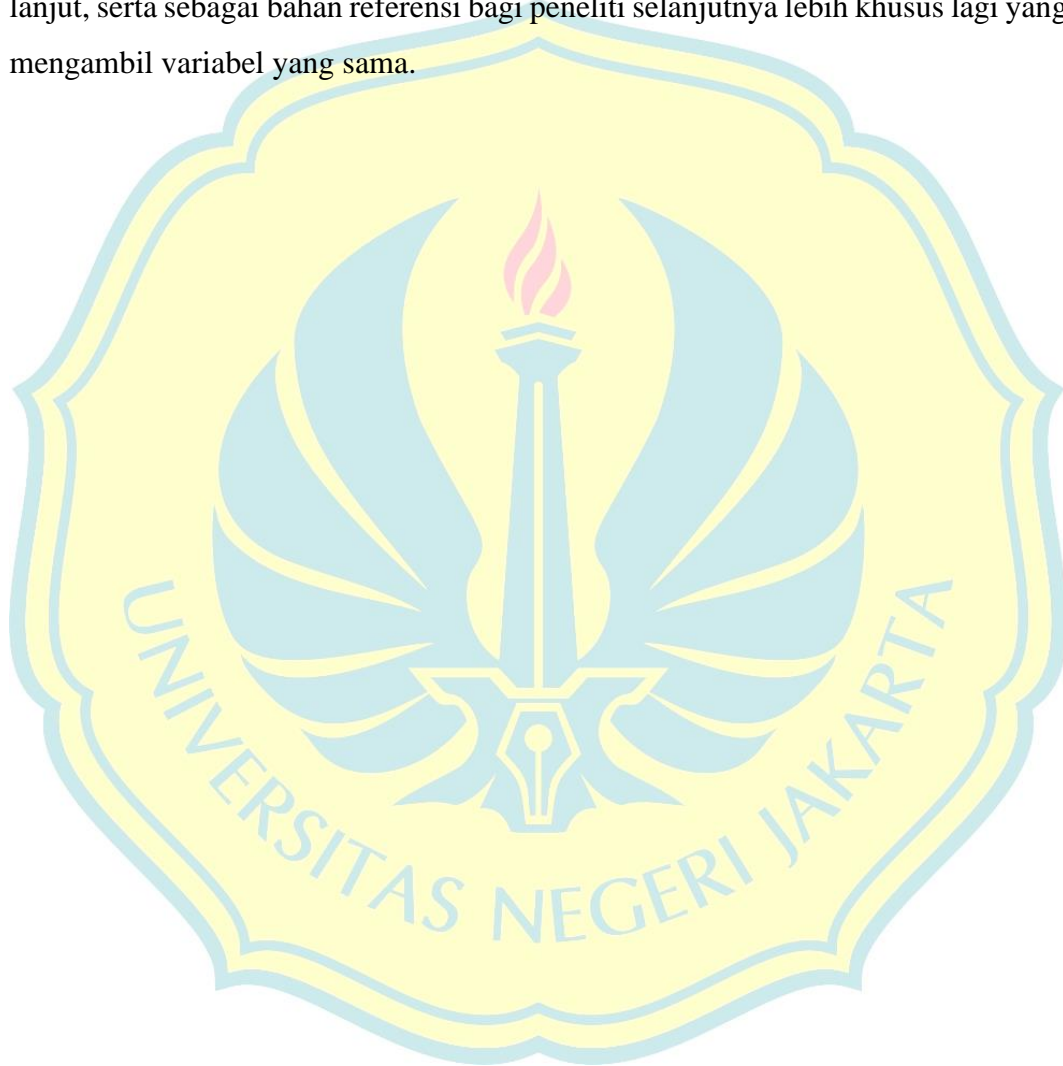 lanjut, serta sebagai bahan referensi bagi peneliti selanjutnya lebih khusus lagi yang
mengambil variabel yang sama.
UNIVERSITAS NEGERI JAKARTA